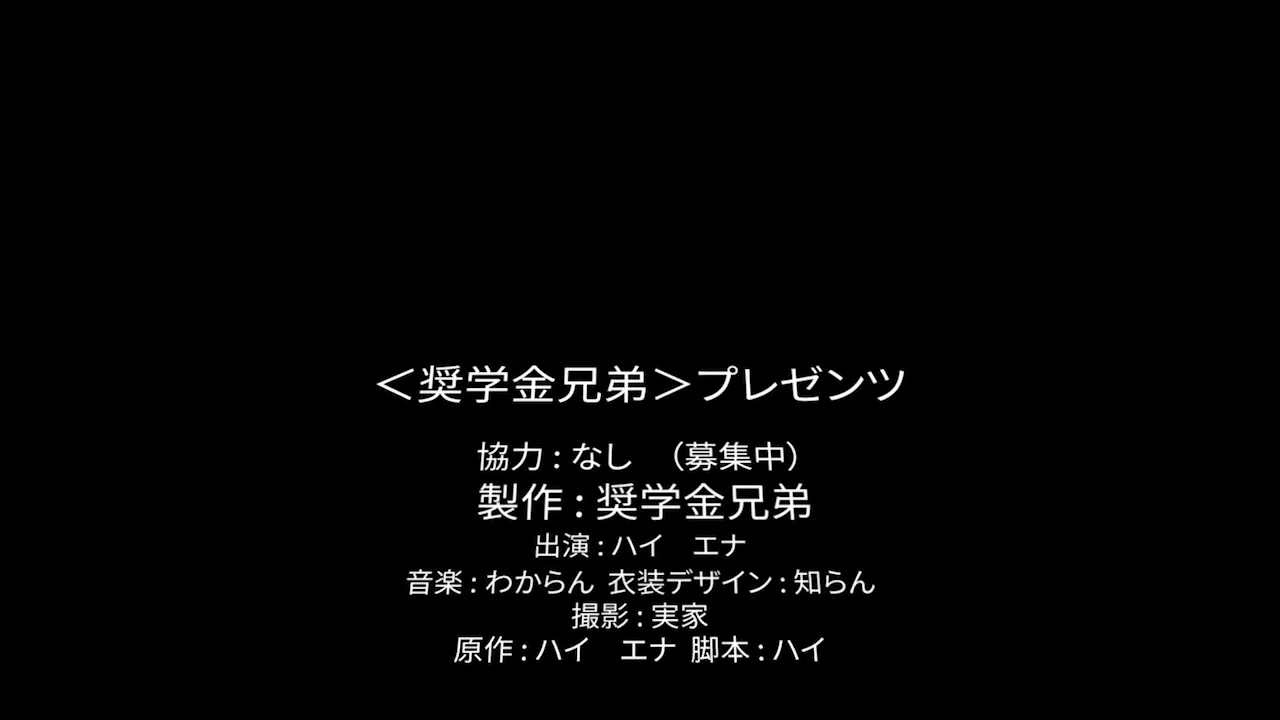 ＜奨学金兄弟＞プレゼンツ
協力：なし　（募集中）
製作：奨学金兄弟
出演：ハイ　エナ
音楽：わからん 衣装デザイン：知らん
撮影：実家
原作：ハイ　エナ 脚本：ハイ